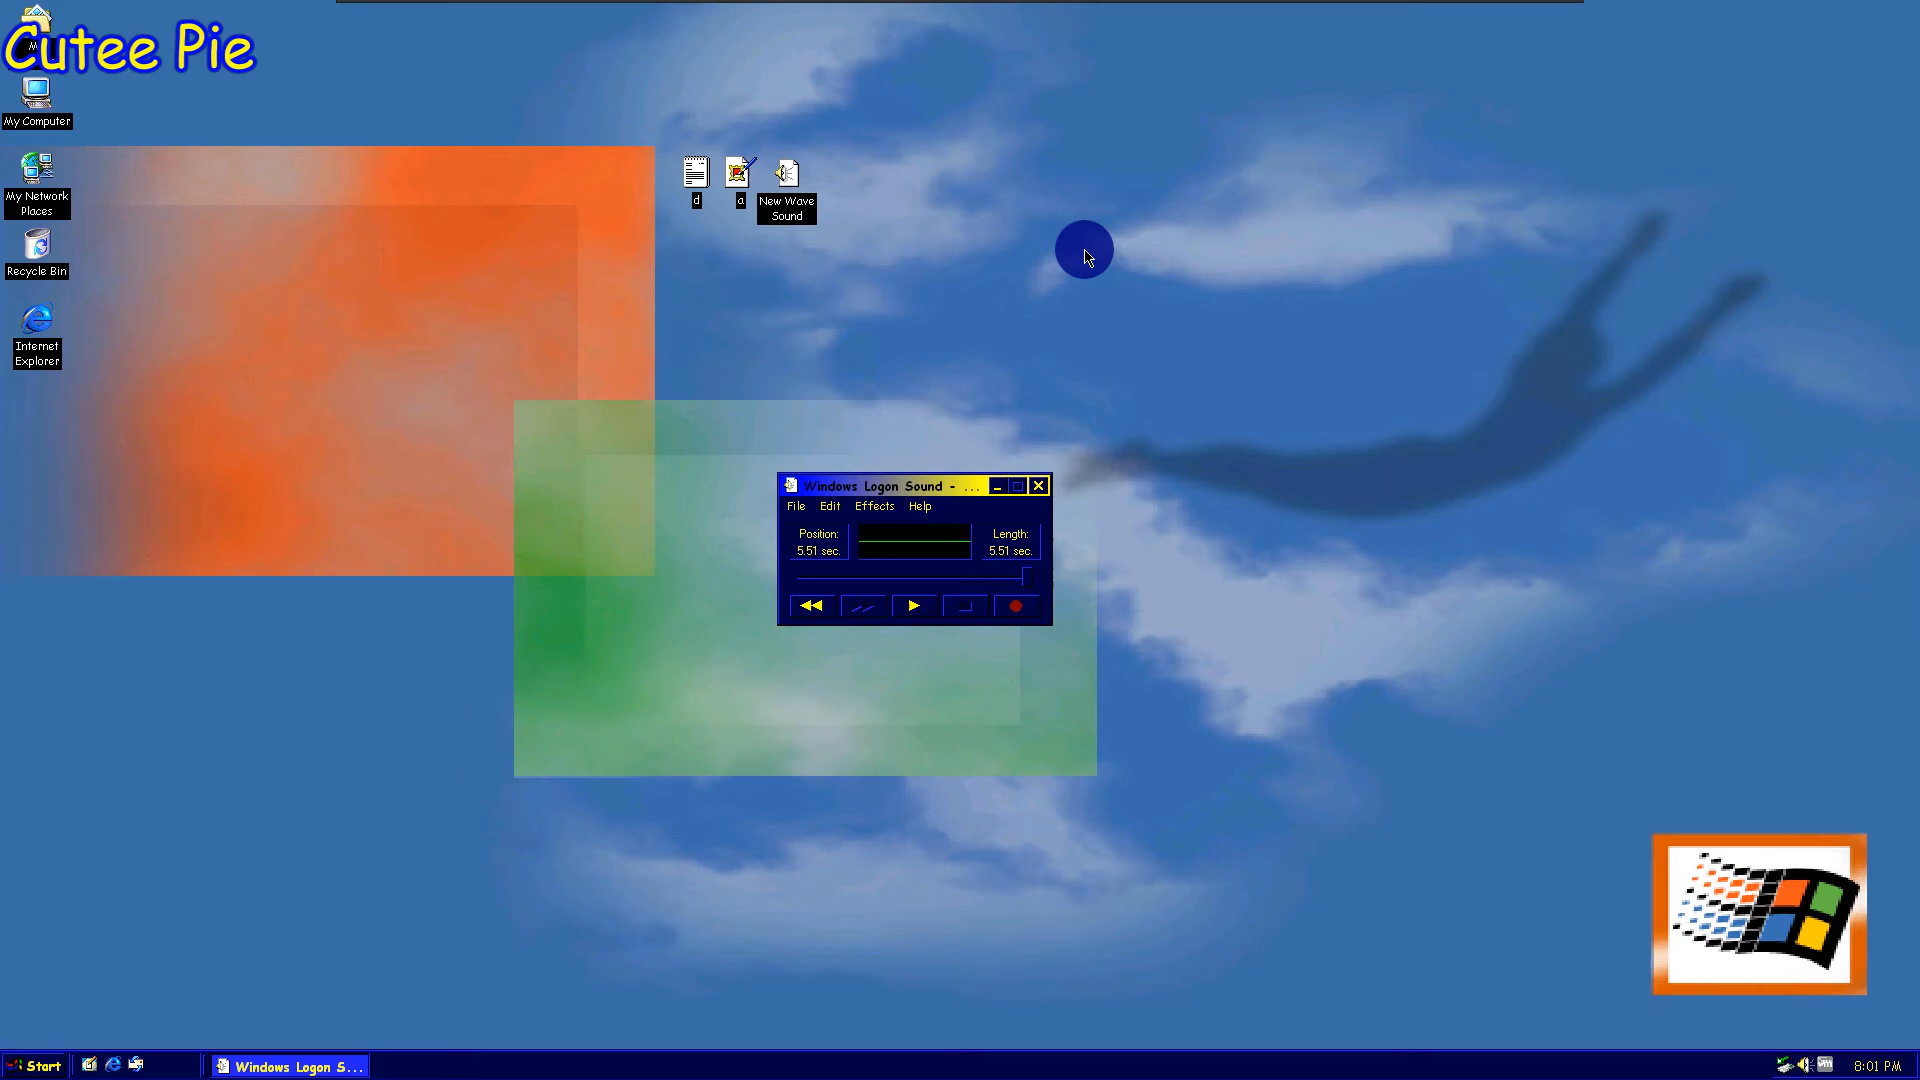 Cutee Pie
My Computer
My Network
Places
Recycle Bin
Internet
Explorer
d
a
New Wave
Sound
Windows Logon Sound - ...
File Edit Effects Help
Position:
5.51 sec.
Length:
5.51 sec.
Start
Windows Logon S...
8:01 PM